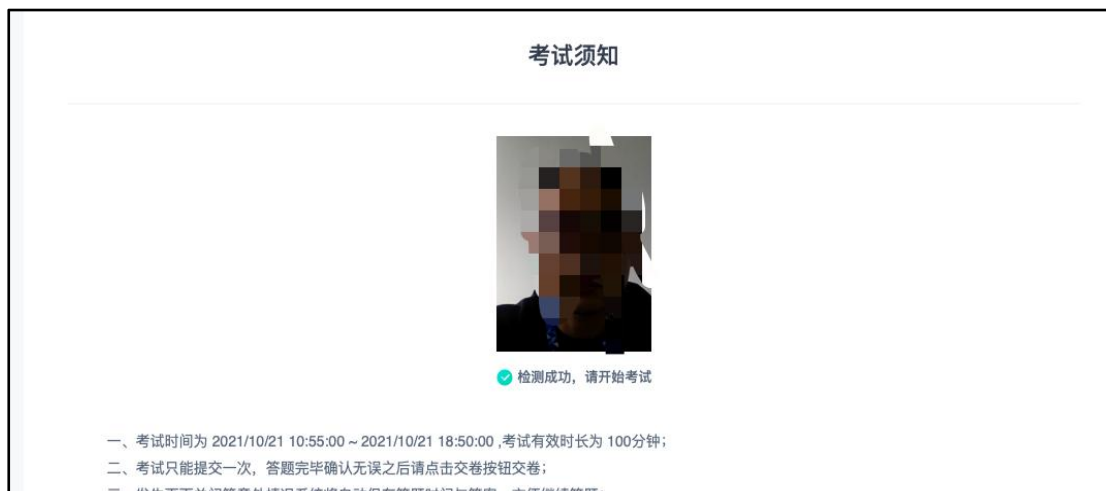 考试须知
检测成功，请开始考试
一、考试时间为 2021/10/21 10:55:00 ~ 2021/10/21 18:50:00 ,考试有效时长为 100分钟；
二、考试只能提交一次，答题完毕确认无误之后请点击交卷按钮交卷；